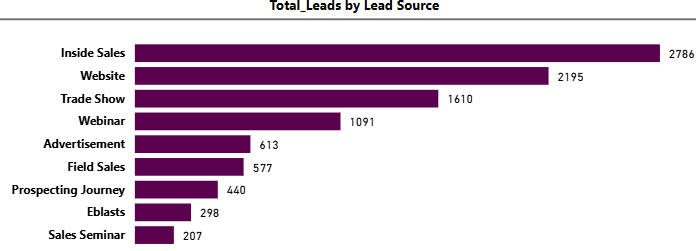 Total_Leads by Lead Source
Inside Sales 2786
Website 2195
Trade Show 1610
Webinar 1091
Advertisement 613
Field Sales 577
Prospecting Journey 440
Eblasts 298
Sales Seminar 207